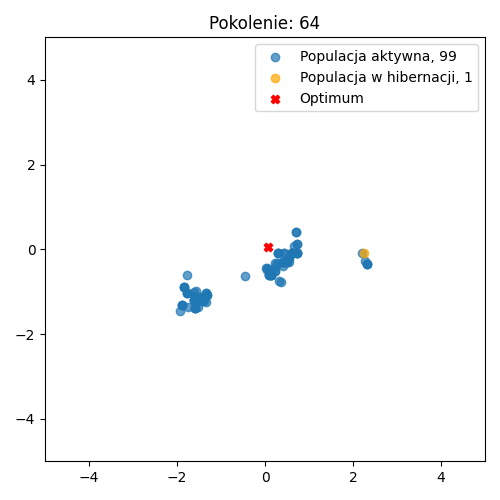 Pokolenie: 64
Populacja aktywna, 99
Populacja w hibernacji, 1
Optimum
4
2
0
−2
−4
−4
−2
0
2
4